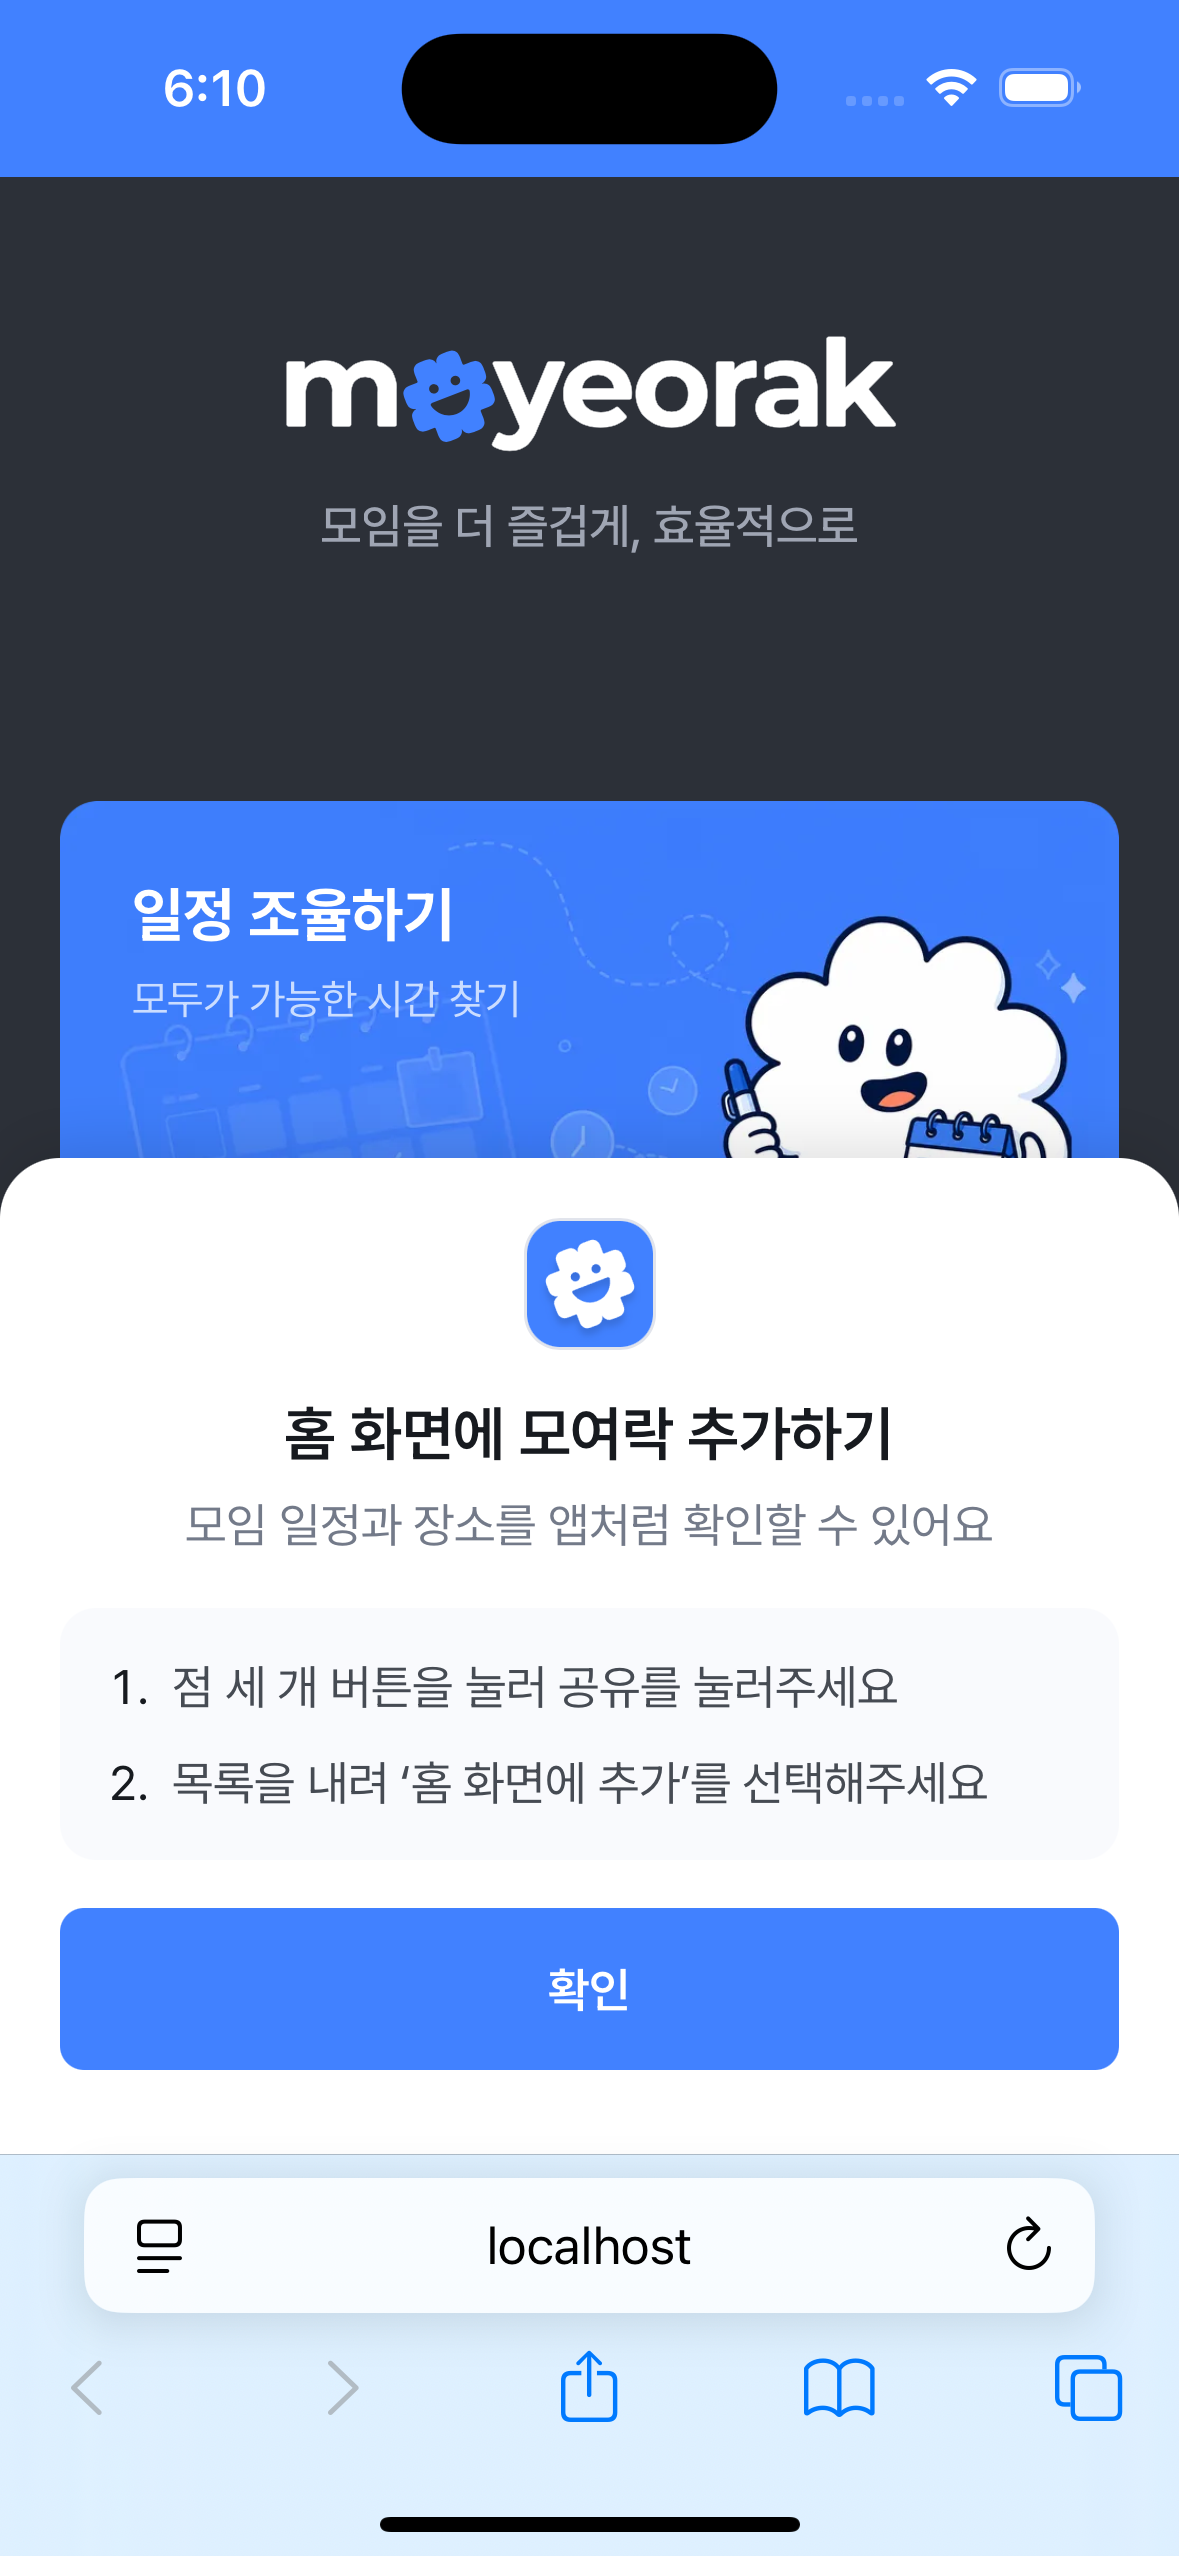 6:10
moyeorak
모임을 더 즐겁게, 효율적으로
일정 조율하기
모두가 가능한 시간 찾기
홈 화면에 모여락 추가하기
모임 일정과 장소를 앱처럼 확인할 수 있어요
1. 점 세 개 버튼을 눌러 공유를 눌러주세요
2. 목록을 내려 ‘홈 화면에 추가’를 선택해주세요
확인
localhost